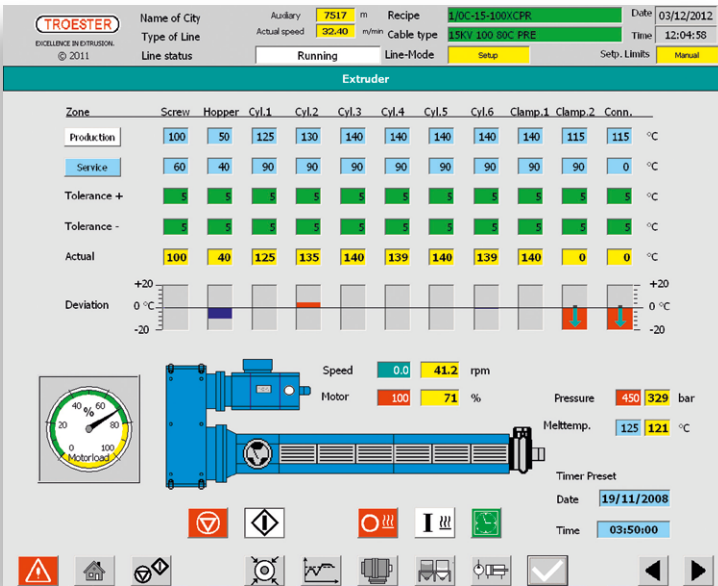 TROESTER Name of City Auxliary 7517 m Recipe 1/0C-15-100XCPR Date 03/12/2012
EXCELLENCE IN EXTRUSION. Type of Line Actual speed 32.40 m/min Cable type 15KV 100 80C PRE Time 12:04:58
© 2011 Line status Running Line-Mode Setup Setp. Limits Manual
Extruder
Zone Screw Hopper Cyl.1 Cyl.2 Cyl.3 Cyl.4 Cyl.5 Cyl.6 Clamp.1 Clamp.2 Conn.
Production 100 50 125 130 140 140 140 140 140 115 115 °C
Service 60 40 90 90 90 90 90 90 90 90 0 °C
Tolerance + 5 5 5 5 5 5 5 5 5 5 5 °C
Tolerance - 5 5 5 5 5 5 5 5 5 5 5 °C
Actual 100 40 125 135 140 139 140 139 140 0 0 °C
+20 +20
Deviation 0 °C 0 °C
-20 -20
Speed 0.0 41.2 rpm
Motor 100 71 %
Pressure 450 329 bar
Melttemp. 125 121 °C
40 % 60
20 80
0 100
Motorload
Timer Preset
Date 19/11/2008
Time 03:50:00